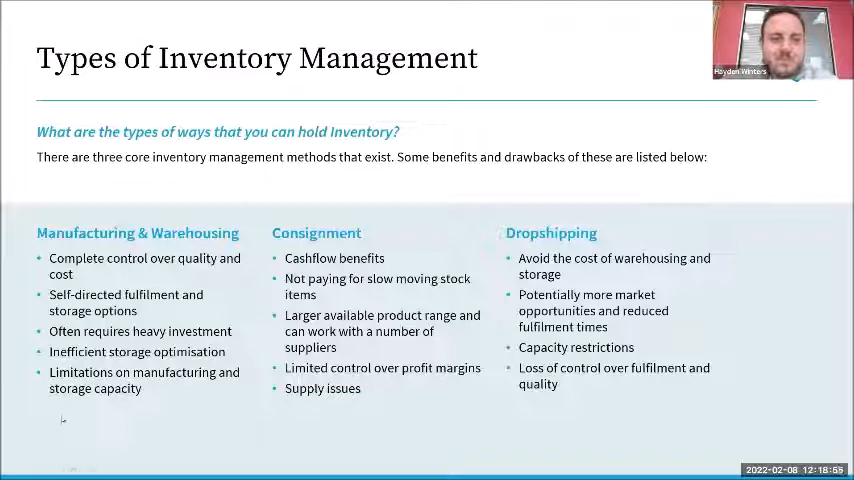 Types of Inventory Management
Hayden Winters
What are the types of ways that you can hold Inventory?
There are three core inventory management methods that exist. Some benefits and drawbacks of these are listed below:
Manufacturing & Warehousing
• Complete control over quality and
cost
• Self-directed fulfilment and
storage options
• Often requires heavy investment
• Inefficient storage optimisation
• Limitations on manufacturing and
storage capacity
Consignment
• Cashflow benefits
• Not paying for slow moving stock
items
• Larger available product range and
can work with a number of
suppliers
• Limited control over profit margins
• Supply issues
Dropshipping
• Avoid the cost of warehousing and
storage
• Potentially more market
opportunities and reduced
fulfilment times
• Capacity restrictions
• Loss of control over fulfilment and
quality
2022-02-08 12:18:55